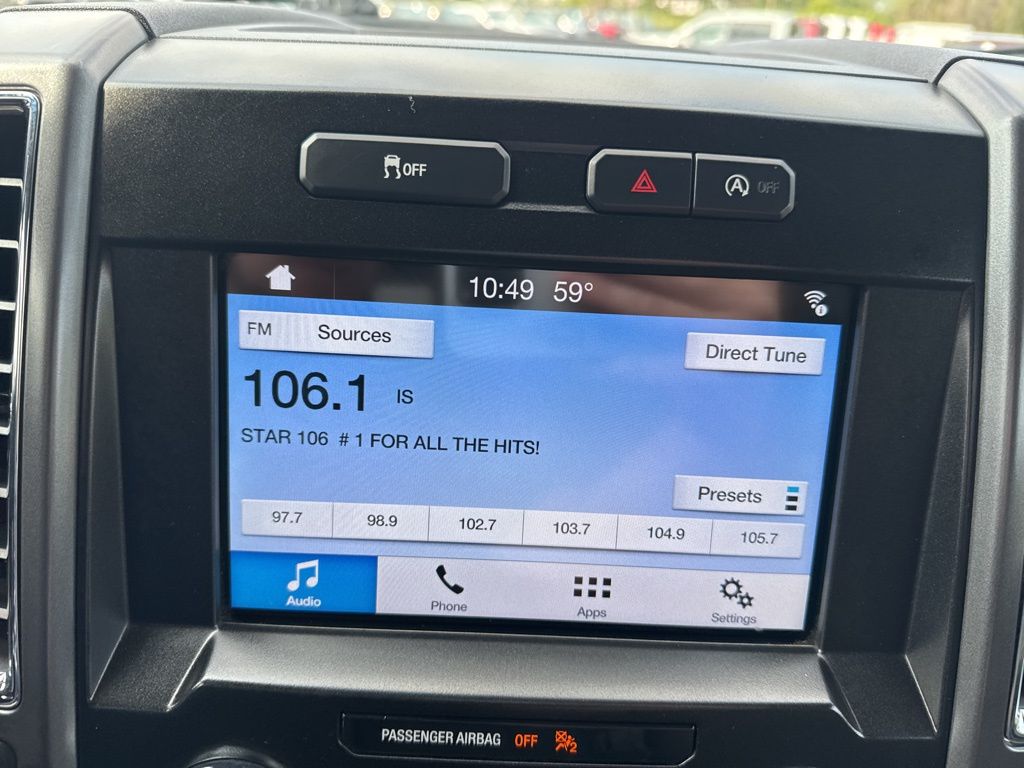 OFF
A OFF
10:49 59°
FM Sources
Direct Tune
106.1 IS
STAR 106 # 1 FOR ALL THE HITS!
Presets
97.7 98.9 102.7 103.7 104.9 105.7
Audio Phone Apps Settings
PASSENGER AIRBAG OFF 2